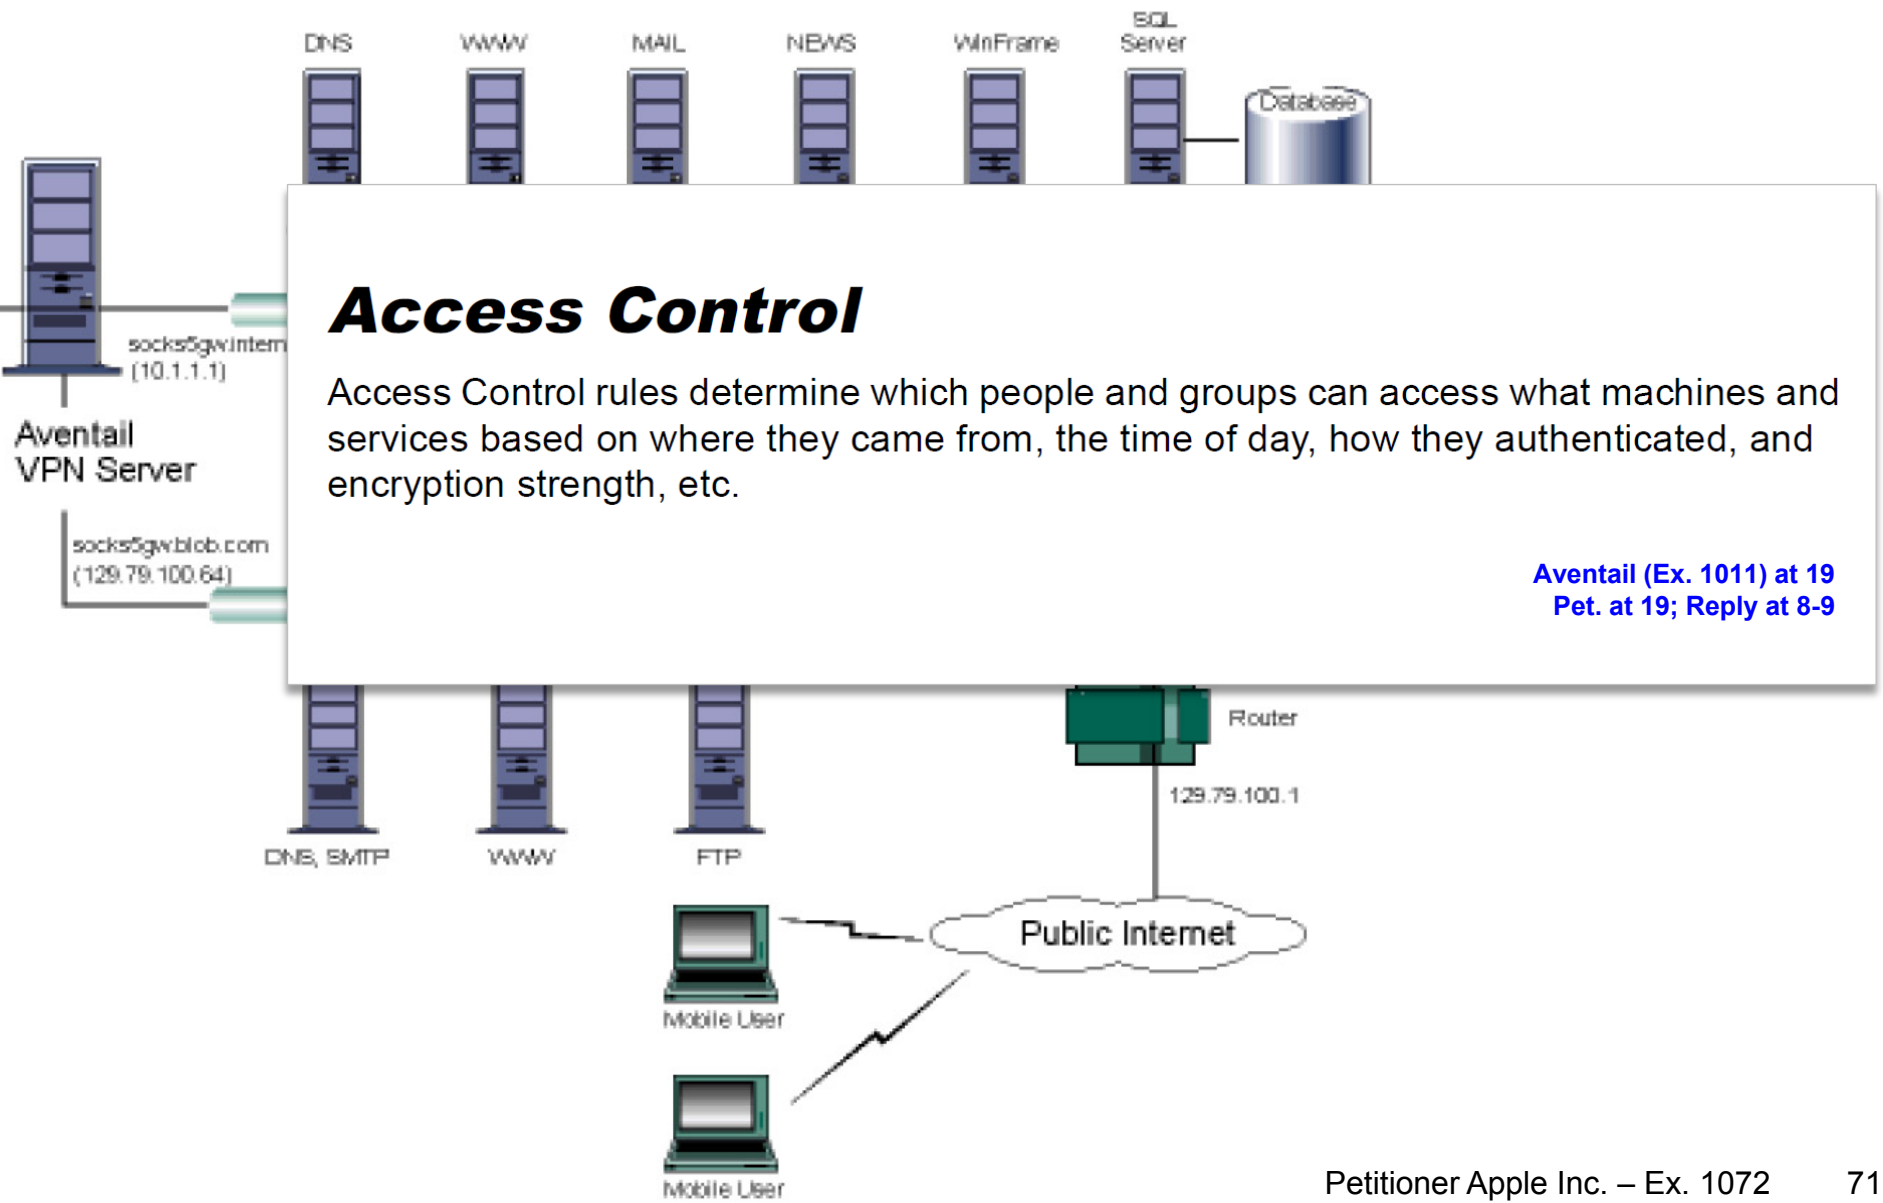 DNS
WWW
MAIL
NEWS
WinFrame
SQL
Server
Database
Access Control
Access Control rules determine which people and groups can access what machines and
services based on where they came from, the time of day, how they authenticated, and
encryption strength, etc.
Aventail (Ex. 1011) at 19
Pet. at 19; Reply at 8-9
socks5gw.intern
(10.1.1.1)
Aventail
VPN Server
socks5gw.blob.com
(129.79.100.64)
Router
129.79.100.1
DNS, SMTP
WWW
FTP
Public Internet
Mobile User
Mobile User
Petitioner Apple Inc. – Ex. 1072
71